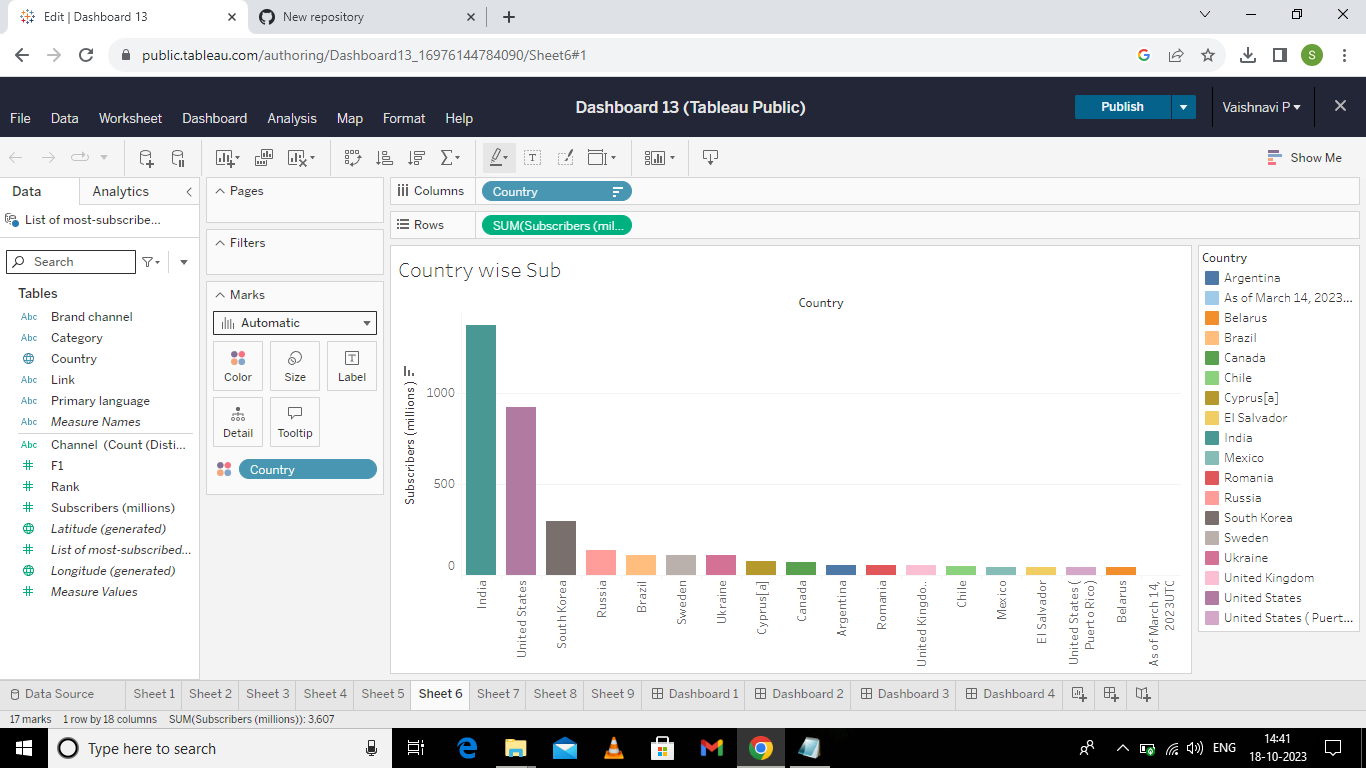 Edit | Dashboard 13
New repository
public.tableau.com/authoring/Dashboard13_16976144784090/Sheet6#1
S
Dashboard 13 (Tableau Public)
Publish
Vaishnavi P
File Data Worksheet Dashboard Analysis Map Format Help
Show Me
Data Analytics
List of most-subscribe...
Search
Tables
Abc Brand channel
Abc Category
Country
Abc Link
Abc Primary language
Abc Measure Names
Abc Channel (Count (Disti...
F1
Rank
Subscribers (millions)
Latitude (generated)
List of most-subscribed...
Longitude (generated)
Measure Values
Pages
Filters
Marks
Automatic
Color Size Label
Detail Tooltip
Country
Columns Country
Rows SUM(Subscribers (mil...
Country wise Sub
Country
Subscribers (millions)
1000
500
0
India
United States
South Korea
Russia
Brazil
Sweden
Ukraine
Cyprus[a]
Canada
Argentina
Romania
United Kingdo..
Chile
Mexico
El Salvador
United States (
Puerto Rico)
Belarus
As of March 14,
2023UTC
Country
Argentina
As of March 14, 2023...
Belarus
Brazil
Canada
Chile
Cyprus[a]
El Salvador
India
Mexico
Romania
Russia
South Korea
Sweden
Ukraine
United Kingdom
United States
United States ( Puert...
Data Source Sheet 1 Sheet 2 Sheet 3 Sheet 4 Sheet 5 Sheet 6 Sheet 7 Sheet 8 Sheet 9 Dashboard 1 Dashboard 2 Dashboard 3 Dashboard 4
17 marks 1 row by 18 columns SUM(Subscribers (millions)): 3,607
Type here to search
ENG
14:41
18-10-2023